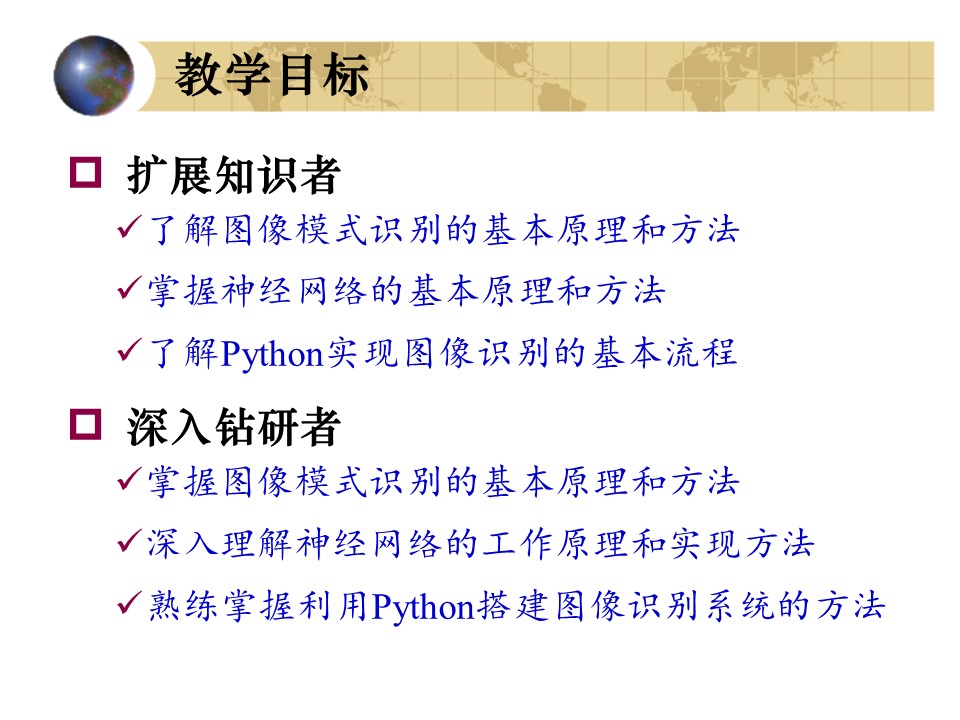 教学目标
扩展知识者
了解图像模式识别的基本原理和方法
掌握神经网络的基本原理和方法
了解Python实现图像识别的基本流程
深入钻研者
掌握图像模式识别的基本原理和方法
深入理解神经网络的工作原理和实现方法
熟练掌握利用Python搭建图像识别系统的方法